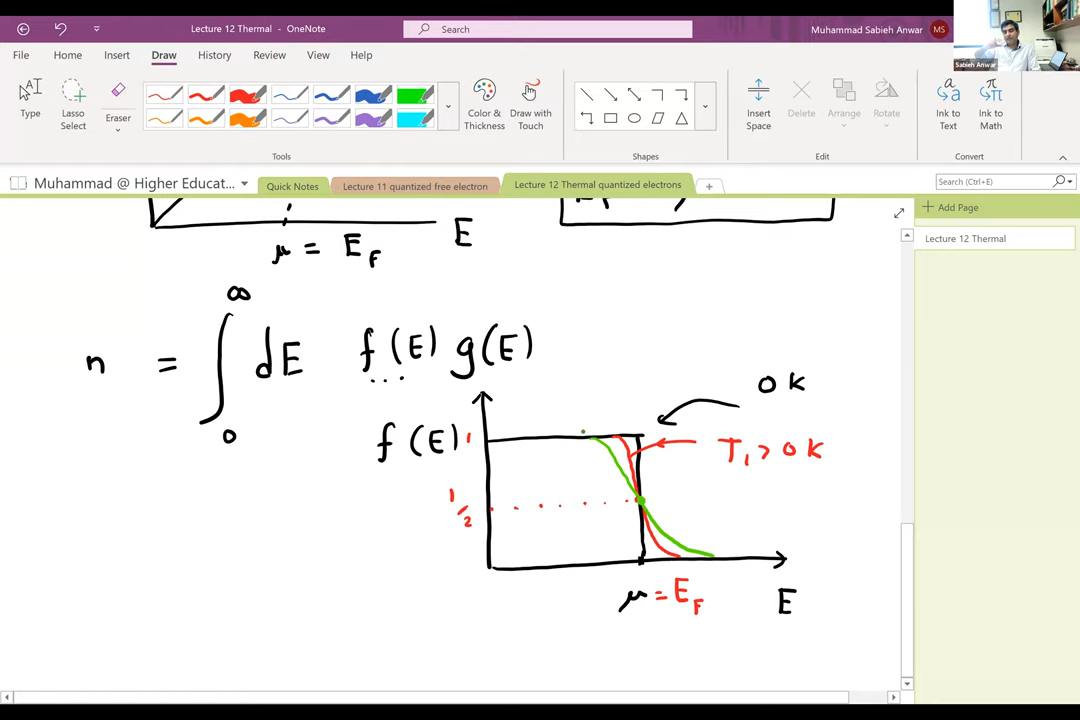 Lecture 12 Thermal - OneNote
Search
Muhammad Sabieh Anwar
MS
Sabieh Anwar
File Home Insert Draw History Review View Help
Type
Lasso Select
Eraser
Color & Thickness
Draw with Touch
Insert Space
Delete
Arrange
Rotate
Ink to Text
Ink to Math
Tools
Shapes
Edit
Convert
Muhammad @ Higher Educat...
Quick Notes
Lecture 11 quantized free electron
Lecture 12 Thermal quantized electrons
Search (Ctrl+E)
Add Page
Lecture 12 Thermal
E
μ = E_F
n = ∫₀^∞ dE f(E) g(E)
0 K
f(E) 1
T₁ > 0 K
1/2
μ = E_F
E